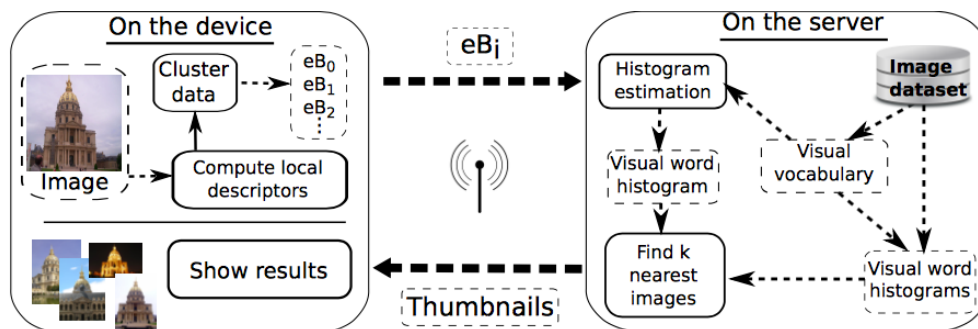 On the device
Image
Cluster
data
eB0
eB1
eB2
⋮
Compute local
descriptors
Show results
eBi
Thumbnails
On the server
Histogram
estimation
Image
dataset
Visual word
histogram
Visual
vocabulary
Find k
nearest
images
Visual word
histograms